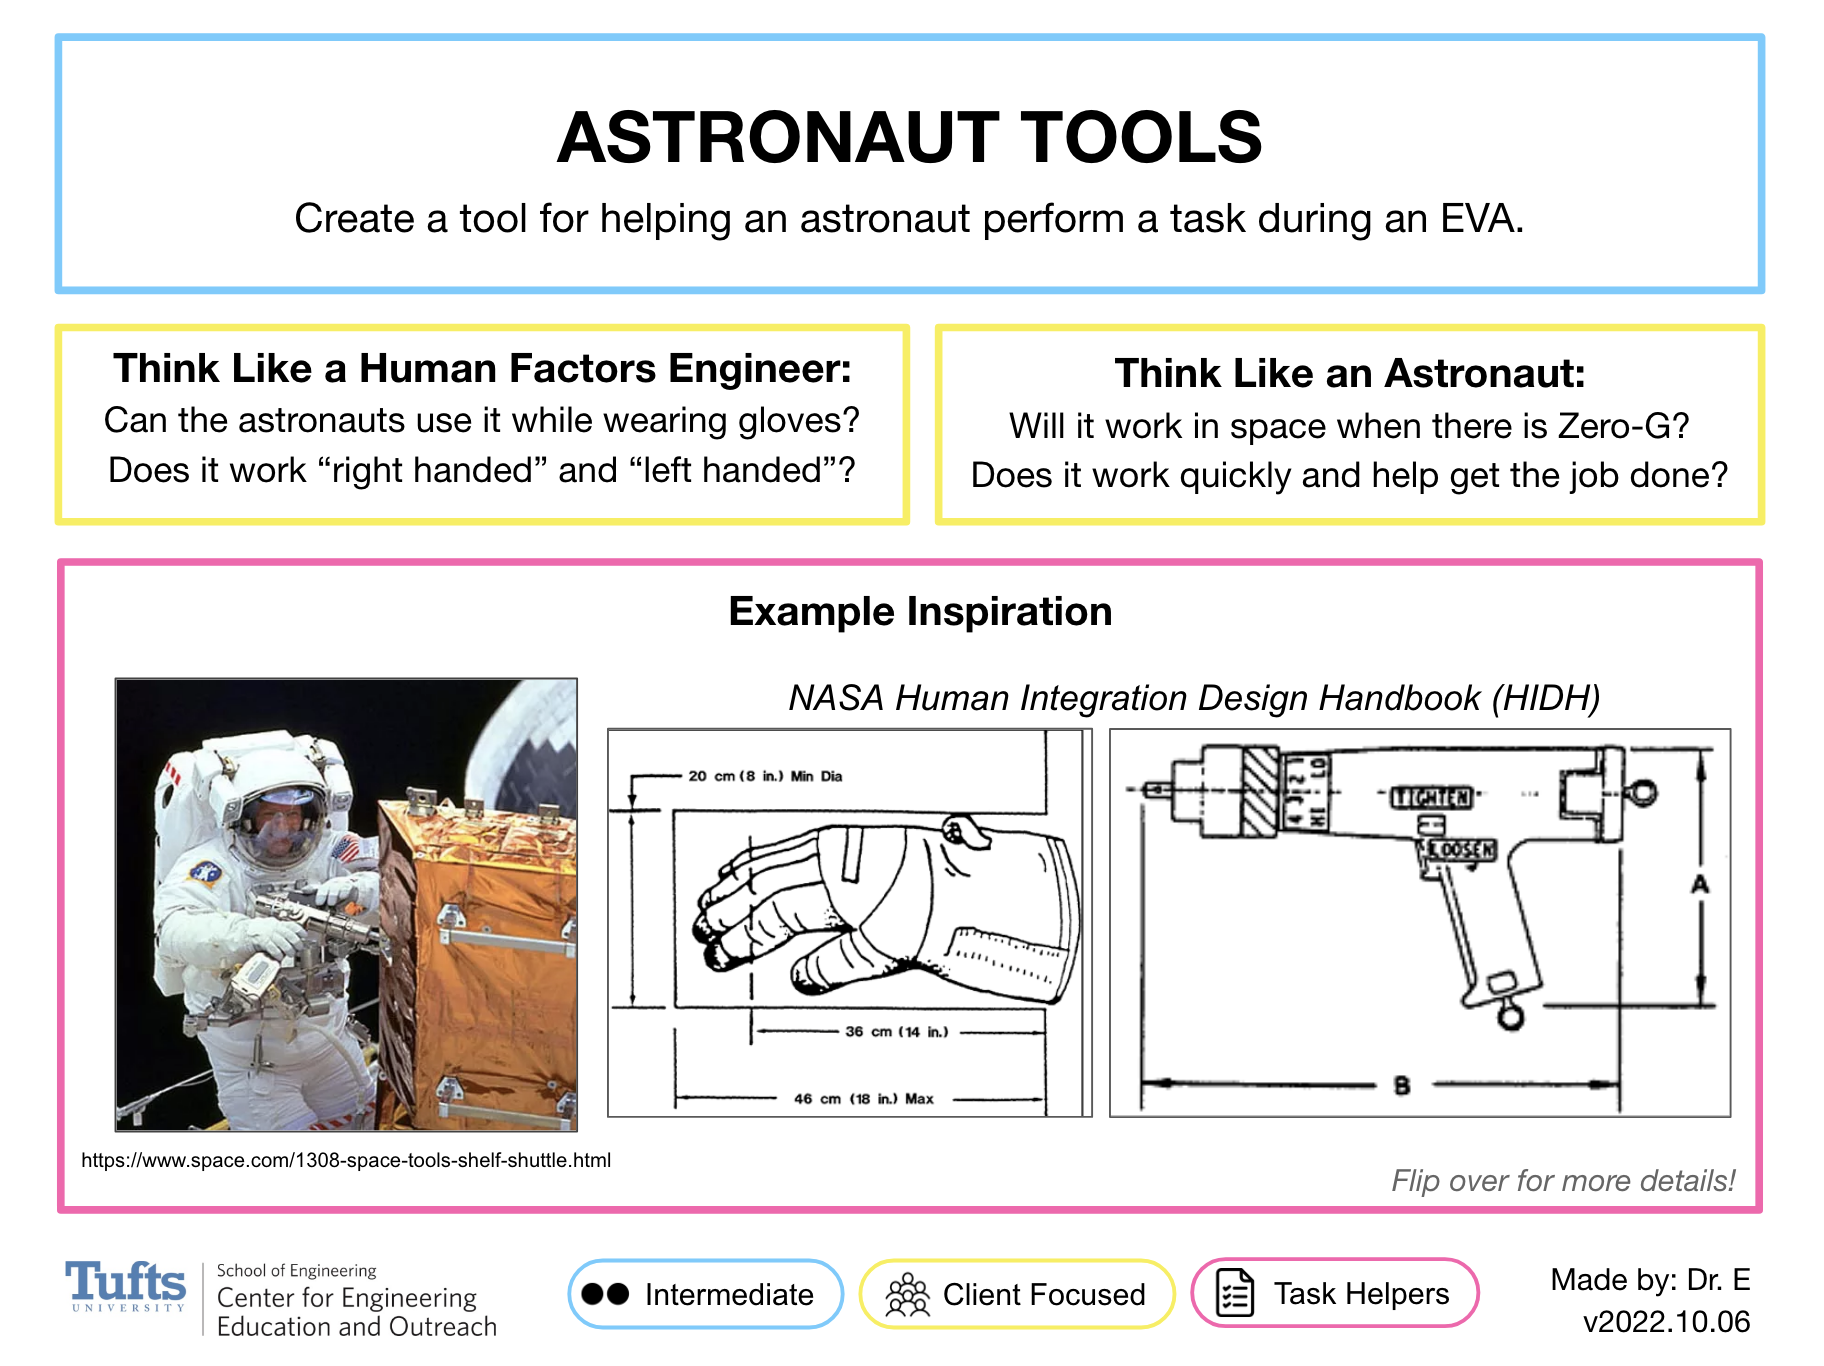 ASTRONAUT TOOLS
Create a tool for helping an astronaut perform a task during an EVA.
Think Like a Human Factors Engineer:
Can the astronauts use it while wearing gloves?
Does it work “right handed” and “left handed”?
Think Like an Astronaut:
Will it work in space when there is Zero-G?
Does it work quickly and help get the job done?
Example Inspiration
NASA Human Integration Design Handbook (HIDH)
20 cm (8 in.) Min Dia
36 cm (14 in.)
46 cm (18 in.) Max
4 3 2 1
HI LO
TIGHTEN
LOOSEN
A
B
https://www.space.com/1308-space-tools-shelf-shuttle.html
Flip over for more details!
Tufts
UNIVERSITY
School of Engineering
Center for Engineering
Education and Outreach
Intermediate
Client Focused
Task Helpers
Made by: Dr. E
v2022.10.06